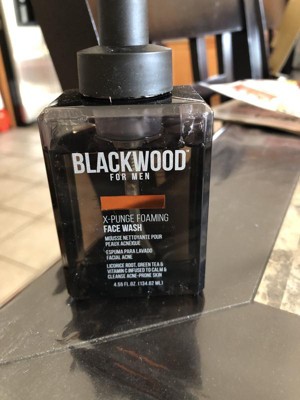 BLACKWOOD
FOR MEN
X-PUNGE FOAMING
FACE WASH
MOUSSE NETTOYANTE POUR
PEAUX ACNÉIQUE
ESPUMA PARA LAVADO
FACIAL ACNE
LICORICE ROOT, GREEN TEA &
VITAMIN C INFUSED TO CALM &
CLEANSE ACNE-PRONE SKIN
4.55 FL OZ. (134.62 ML)